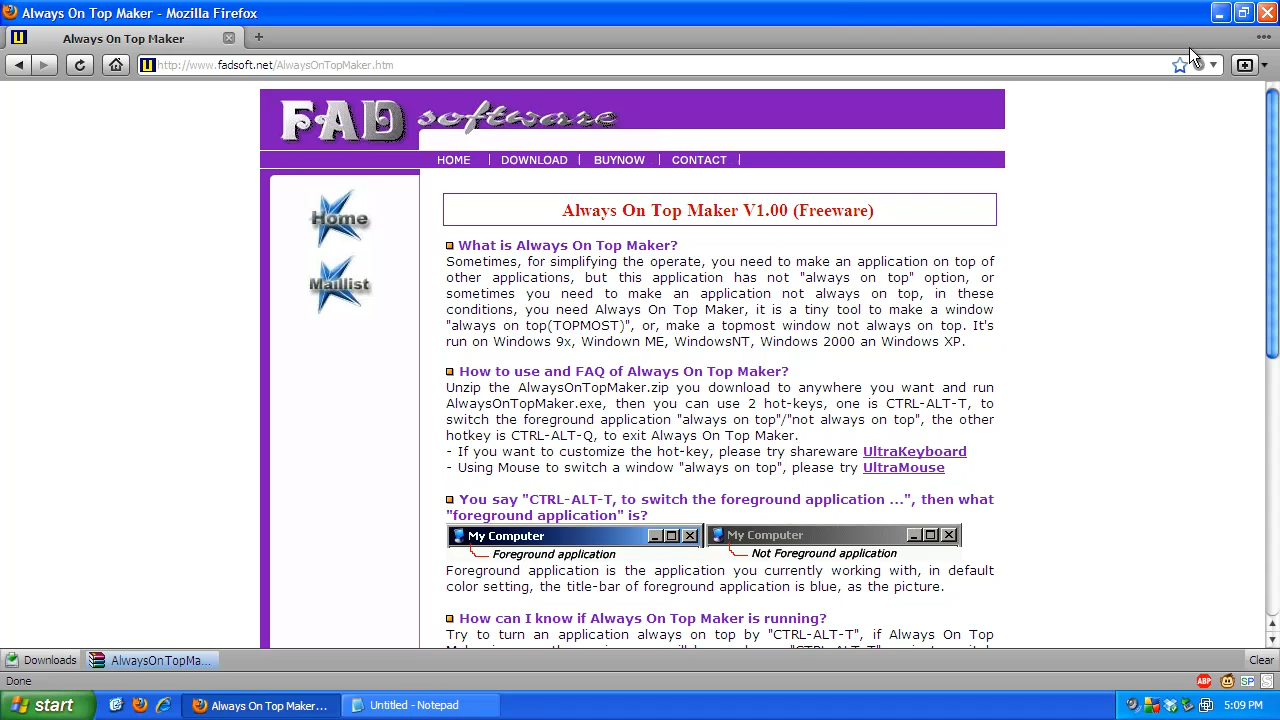 Always On Top Maker - Mozilla Firefox
Always On Top Maker
http://www.fadsoft.net/AlwaysOnTopMaker.htm
FAD software
HOME | DOWNLOAD | BUYNOW | CONTACT |
Home
Maillist
Always On Top Maker V1.00 (Freeware)
What is Always On Top Maker?
Sometimes, for simplifying the operate, you need to make an application on top of
other applications, but this application has not "always on top" option, or
sometimes you need to make an application not always on top, in these
conditions, you need Always On Top Maker, it is a tiny tool to make a window
"always on top(TOPMOST)", or, make a topmost window not always on top. It's
run on Windows 9x, Windown ME, WindowsNT, Windows 2000 an Windows XP.
How to use and FAQ of Always On Top Maker?
Unzip the AlwaysOnTopMaker.zip you download to anywhere you want and run
AlwaysOnTopMaker.exe, then you can use 2 hot-keys, one is CTRL-ALT-T, to
switch the foreground application "always on top"/"not always on top", the other
hotkey is CTRL-ALT-Q, to exit Always On Top Maker.
- If you want to customize the hot-key, please try shareware UltraKeyboard
- Using Mouse to switch a window "always on top", please try UltraMouse
You say "CTRL-ALT-T, to switch the foreground application ...", then what
"foreground application" is?
My Computer
My Computer
Foreground application
Not Foreground application
Foreground application is the application you currently working with, in default
color setting, the title-bar of foreground application is blue, as the picture.
How can I know if Always On Top Maker is running?
Try to turn an application always on top by "CTRL-ALT-T", if Always On Top
Downloads
AlwaysOnTopMa...
Clear
Done
ABP
SP
start
Always On Top Maker...
Untitled - Notepad
5:09 PM